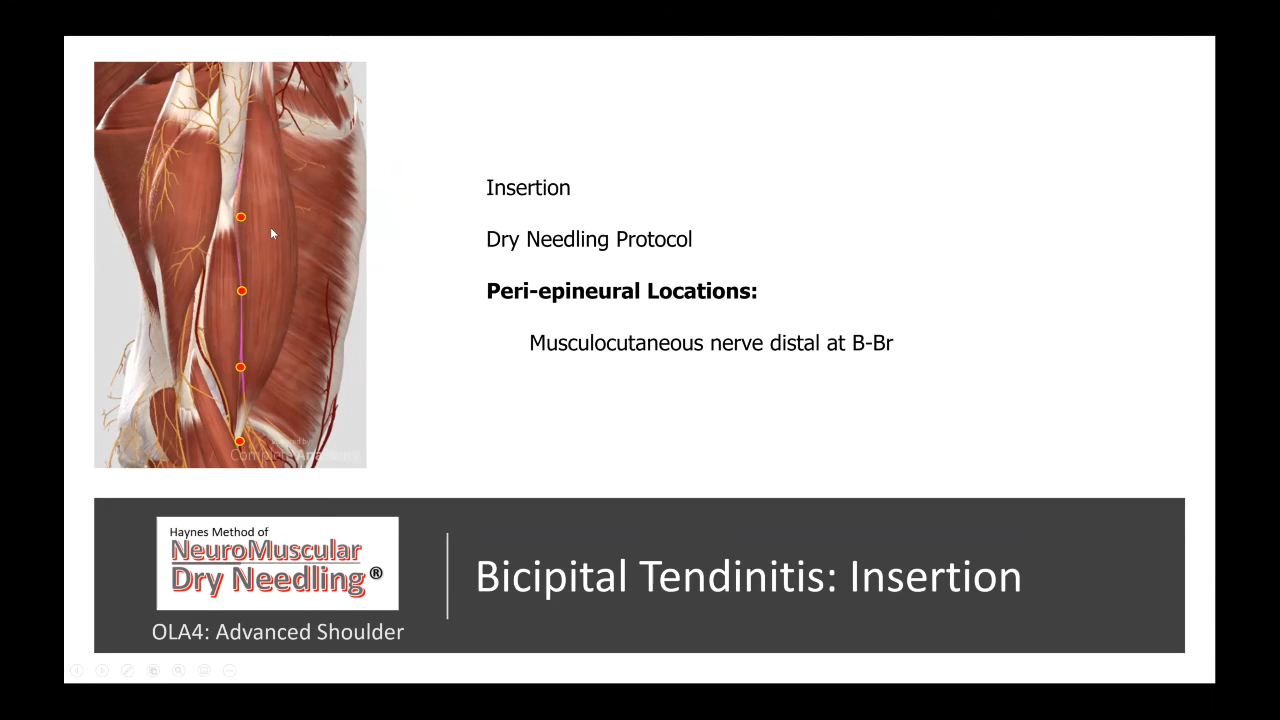 Insertion
Dry Needling Protocol
Peri-epineural Locations:
Musculocutaneous nerve distal at B-Br
Haynes Method of
NeuroMuscular
Dry Needling®
OLA4: Advanced Shoulder
Bicipital Tendinitis: Insertion